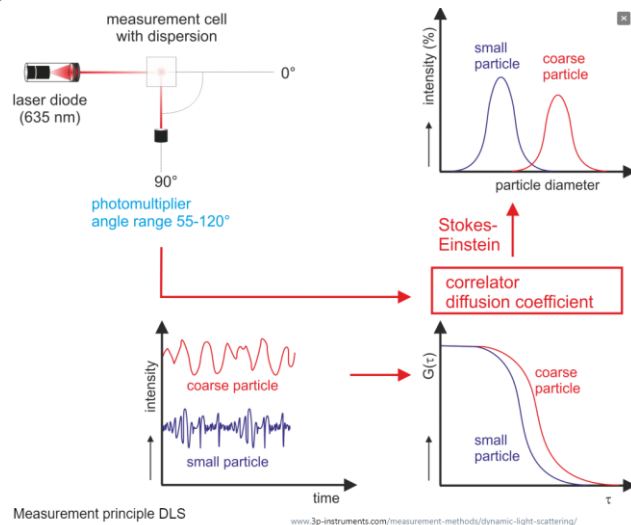 measurement cell
with dispersion
0°
laser diode
(635 nm)
90°
photomultiplier
angle range 55-120°
intensity (%)
small
particle
coarse
particle
particle diameter
Stokes-
Einstein
correlator
diffusion coefficient
intensity
coarse particle
small particle
time
G(τ)
coarse
particle
small
particle
τ
Measurement principle DLS
www.3p-instruments.com/measurement-methods/dynamic-light-scattering/